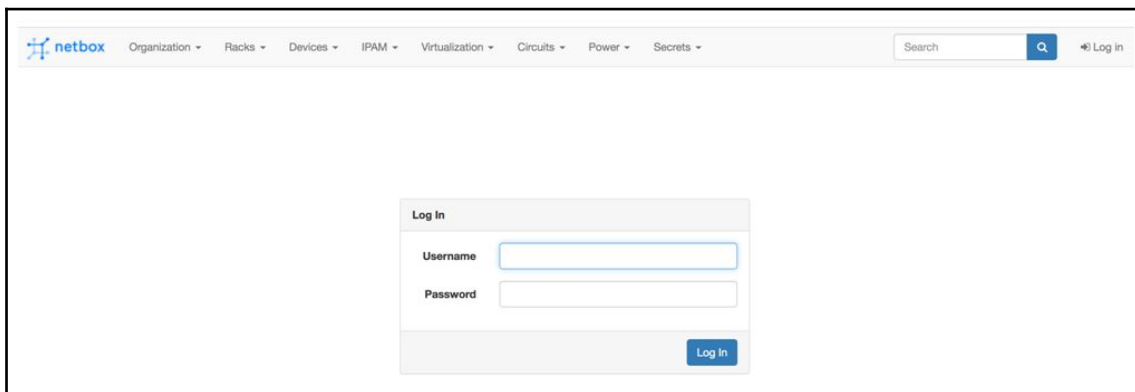 netbox Organization Racks Devices IPAM Virtualization Circuits Power Secrets Search Log in
Log In
Username
Password
Log In